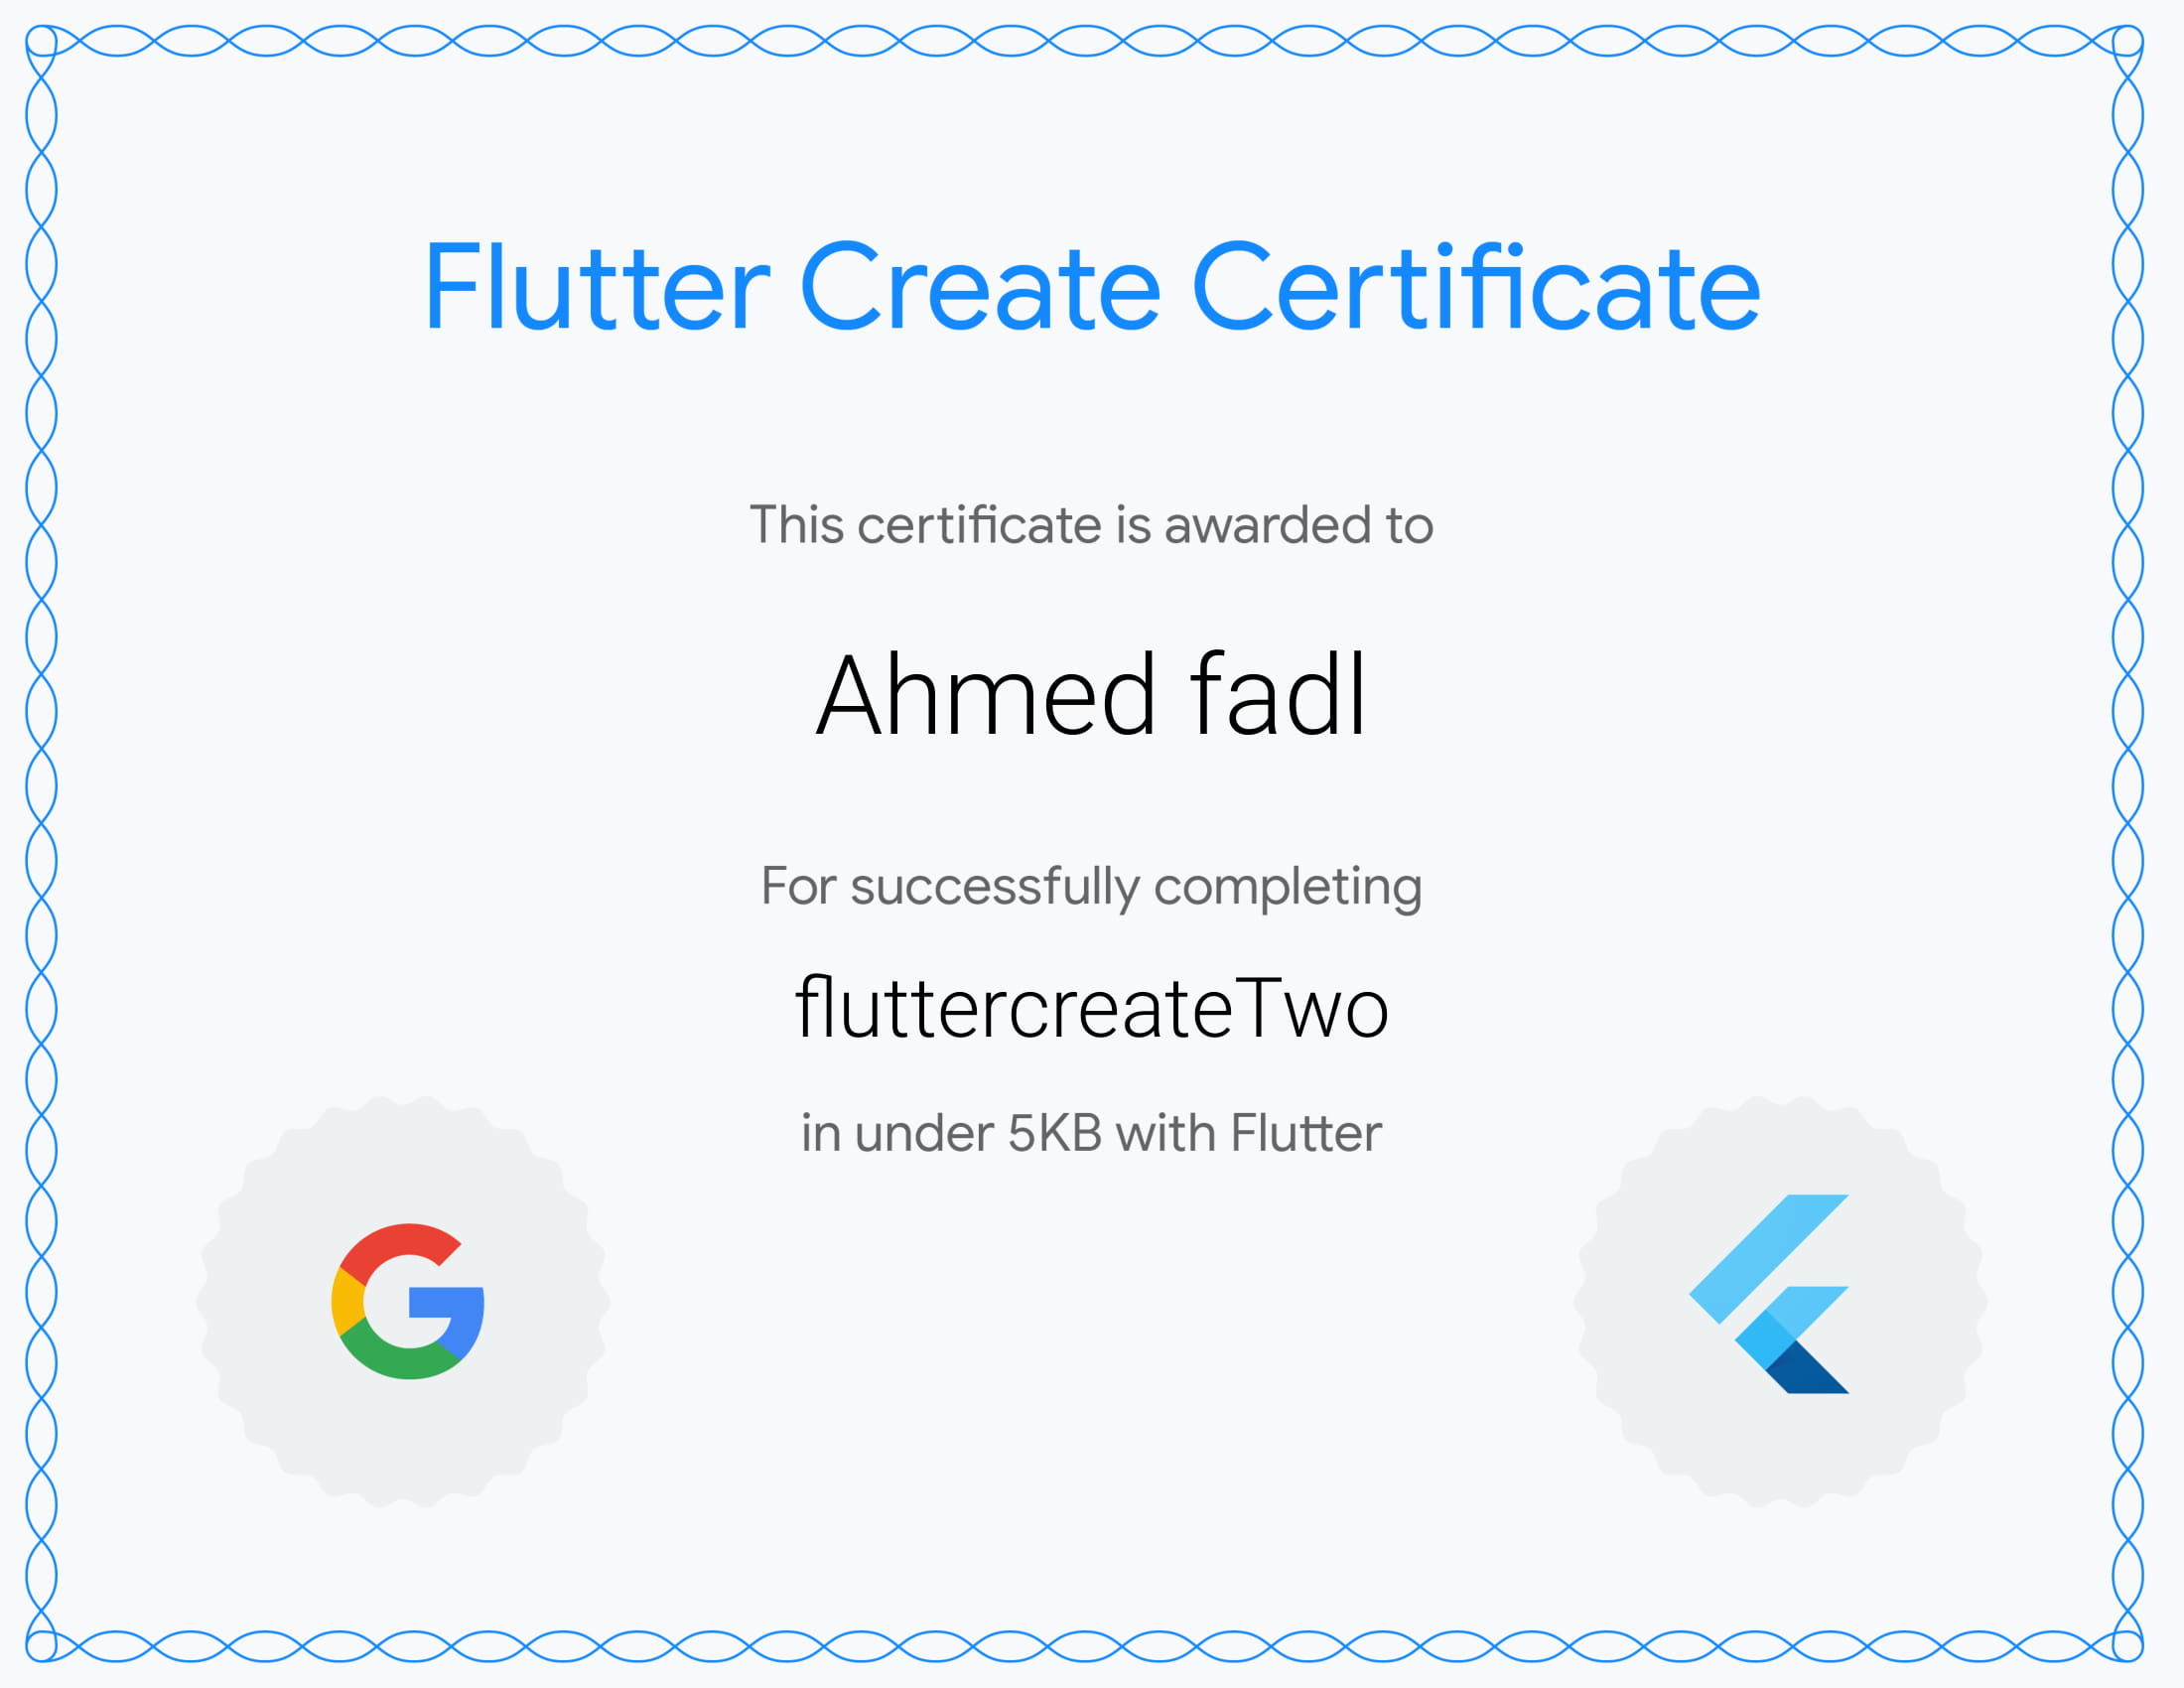 Flutter Create Certificate
This certificate is awarded to
Ahmed fadl
For successfully completing
fluttercreateTwo
in under 5KB with Flutter
G